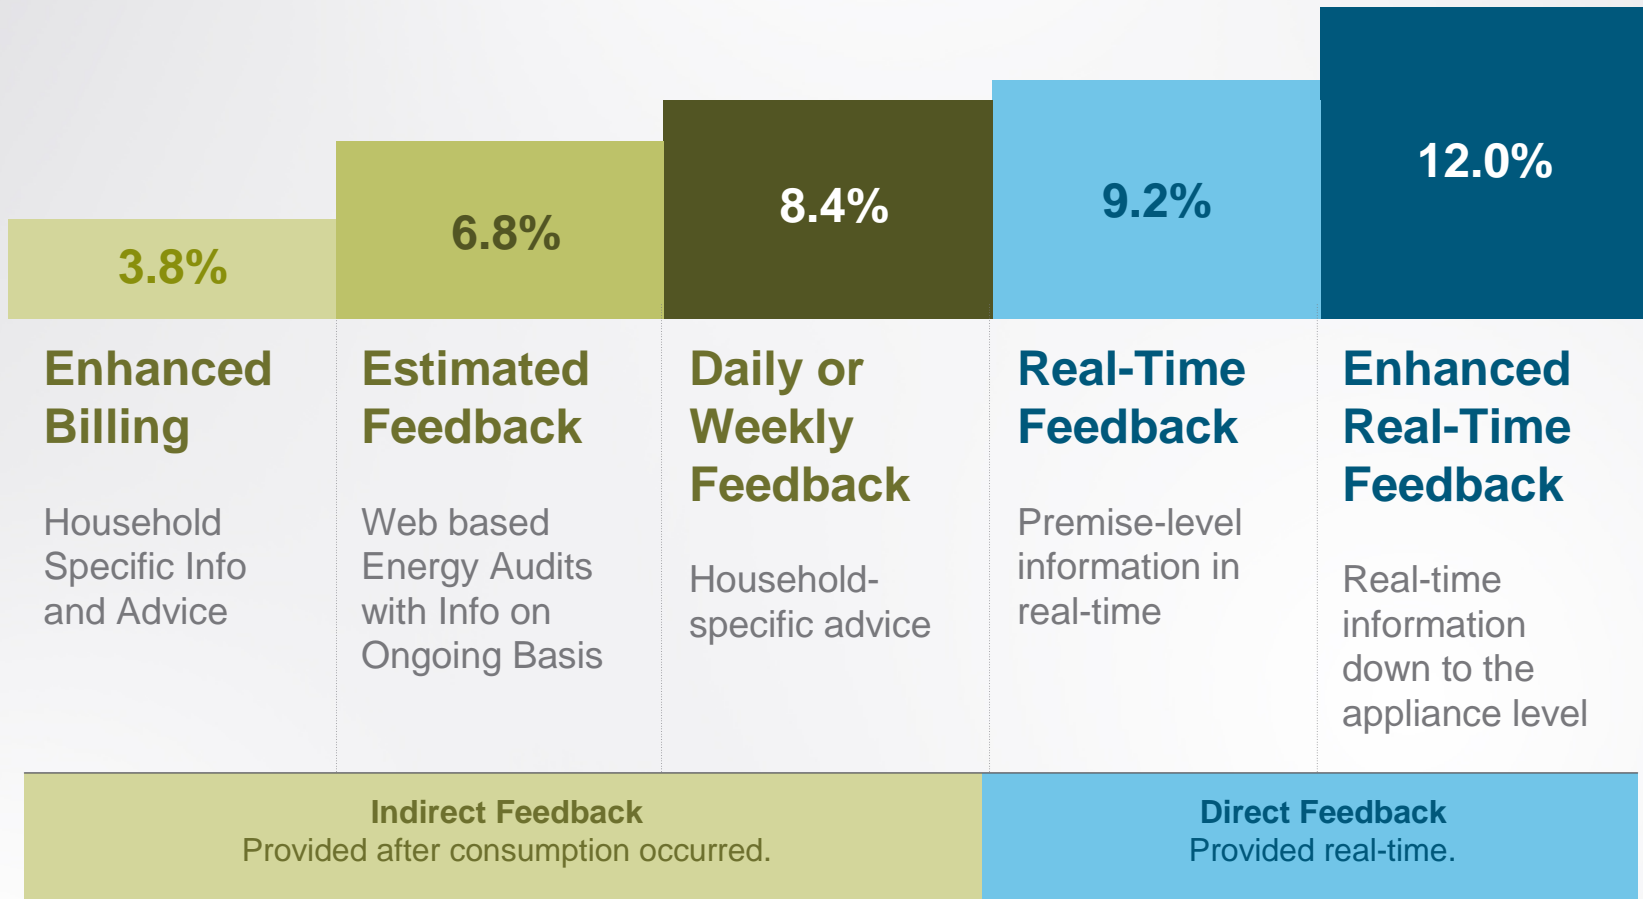 3.8%
6.8%
8.4%
9.2%
12.0%
Enhanced
Billing
Household
Specific Info
and Advice
Estimated
Feedback
Web based
Energy Audits
with Info on
Ongoing Basis
Daily or
Weekly
Feedback
Household-
specific advice
Real-Time
Feedback
Premise-level
information in
real-time
Enhanced
Real-Time
Feedback
Real-time
information
down to the
appliance level
Indirect Feedback
Provided after consumption occurred.
Direct Feedback
Provided real-time.